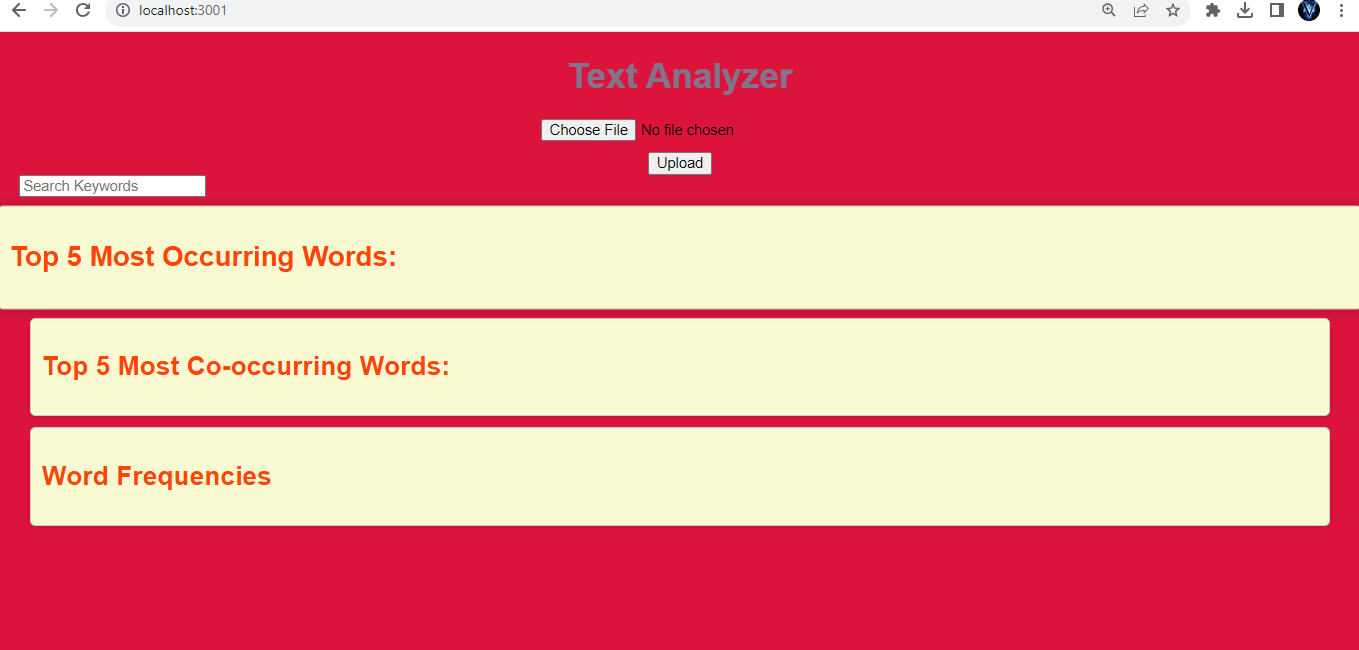 localhost:3001
Text Analyzer
Choose File No file chosen
Upload
Search Keywords
Top 5 Most Occurring Words:
Top 5 Most Co-occurring Words:
Word Frequencies